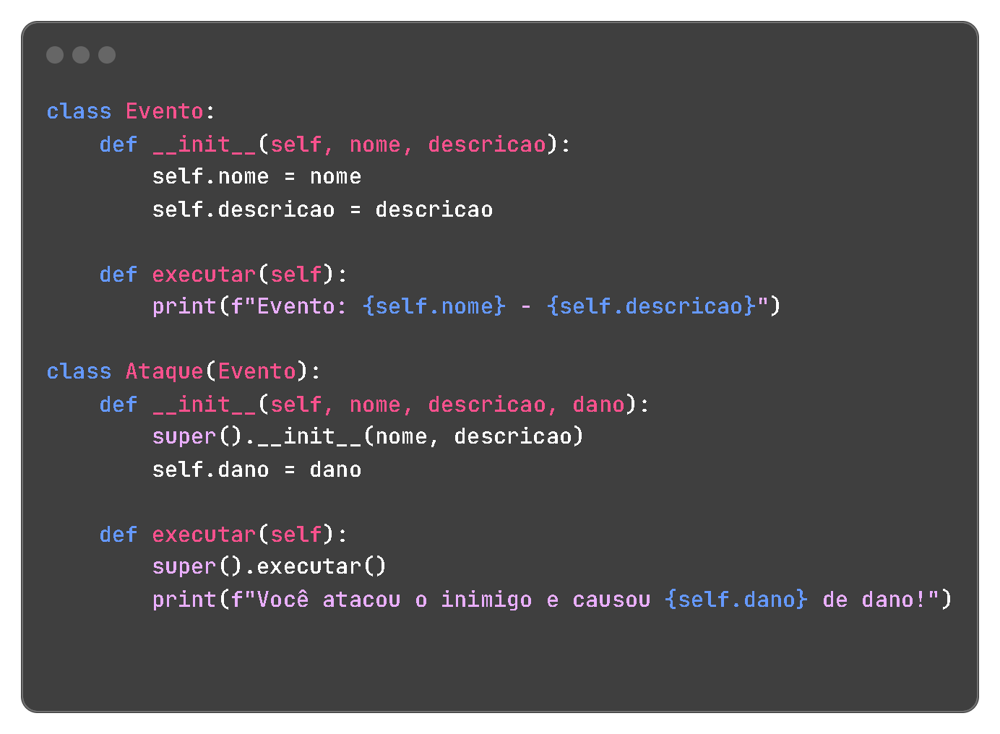 class Evento:
    def __init__(self, nome, descricao):
        self.nome = nome
        self.descricao = descricao

    def executar(self):
        print(f"Evento: {self.nome} - {self.descricao}")

class Ataque(Evento):
    def __init__(self, nome, descricao, dano):
        super().__init__(nome, descricao)
        self.dano = dano

    def executar(self):
        super().executar()
        print(f"Você atacou o inimigo e causou {self.dano} de dano!")